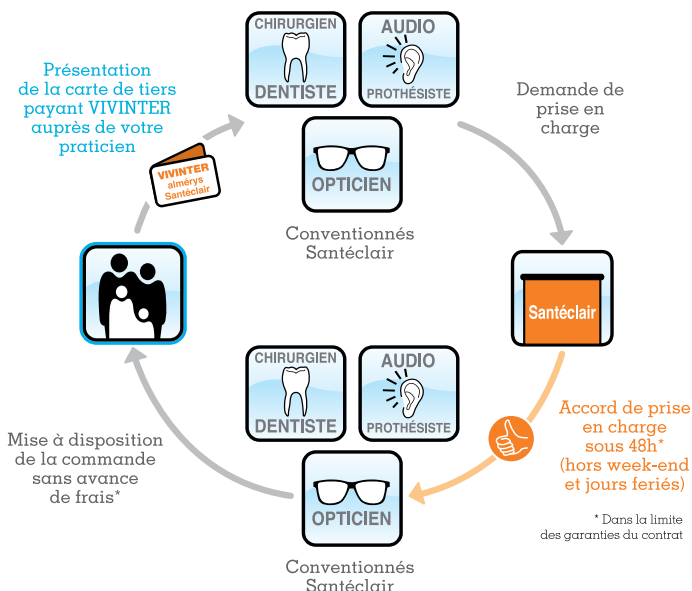 CHIRURGIEN
DENTISTE
AUDIO
PROTHÉSISTE
OPTICIEN
Conventionnés
Santéclair
Présentation
de la carte de tiers
payant VIVINTER
auprès de votre
praticien
VIVINTER
almérys
Santéclair
Demande de
prise en
charge
Santéclair
Accord de prise
en charge
sous 48h*
(hors week-end
et jours feriés)
* Dans la limite
des garanties du contrat
CHIRURGIEN
DENTISTE
AUDIO
PROTHÉSISTE
OPTICIEN
Conventionnés
Santéclair
Mise à disposition
de la commande
sans avance
de frais*